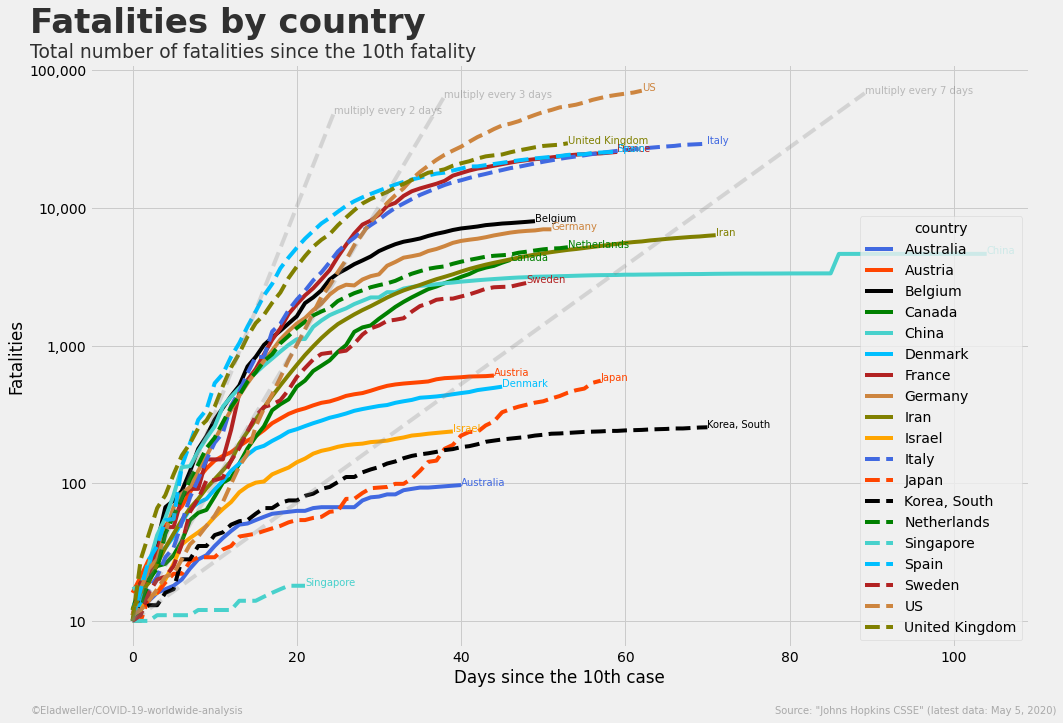 Fatalities by country
Total number of fatalities since the 10th fatality
100,000
10,000
1,000
100
10
Fatalities
0
20
40
60
80
100
Days since the 10th case
multiply every 2 days
multiply every 3 days
multiply every 7 days
US
United Kingdom
Italy
France
Belgium
Germany
Iran
Netherlands
Canada
China
Sweden
Austria
Denmark
Japan
Israel
Korea, South
Australia
Singapore
country
Australia
Austria
Belgium
Canada
China
Denmark
France
Germany
Iran
Israel
Italy
Japan
Korea, South
Netherlands
Singapore
Spain
Sweden
US
United Kingdom
©Eladweller/COVID-19-worldwide-analysis
Source: "Johns Hopkins CSSE" (latest data: May 5, 2020)